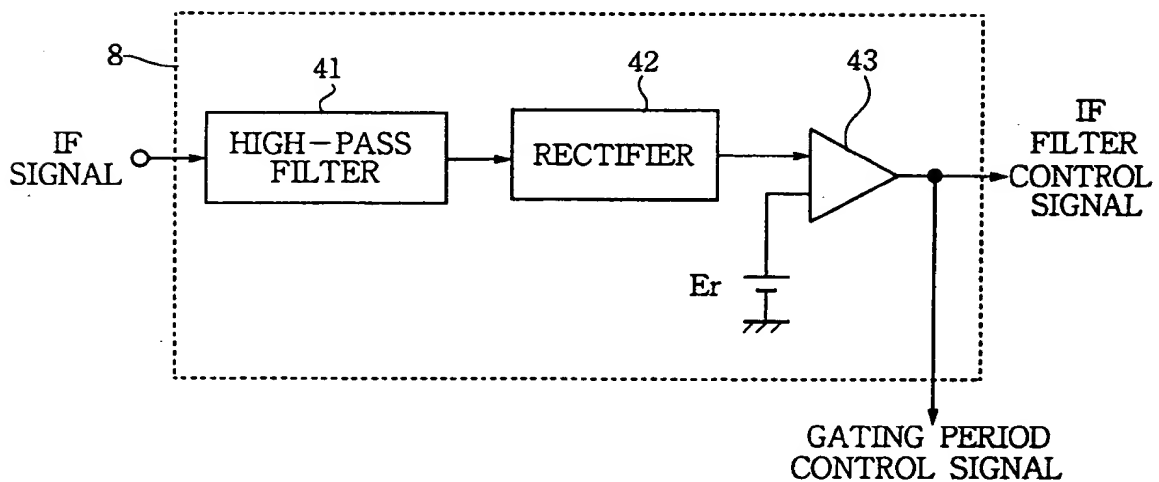 8
41
42
43
IF
SIGNAL
HIGH-PASS
FILTER
RECTIFIER
IF
FILTER
CONTROL
SIGNAL
Er
GATING PERIOD
CONTROL SIGNAL